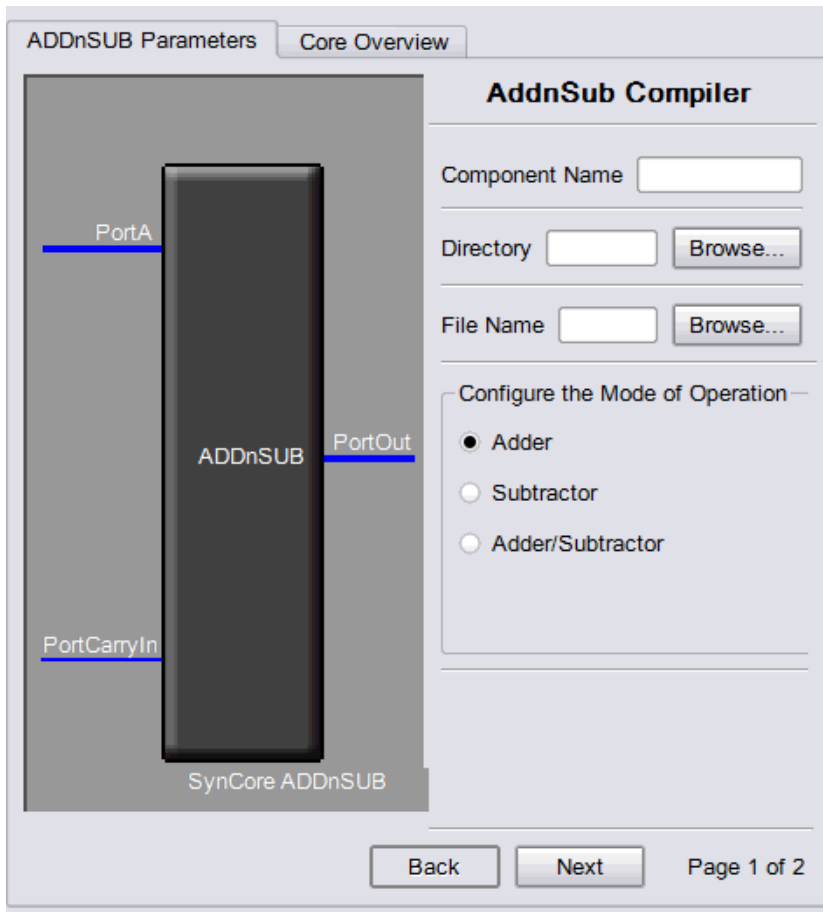 ADDnSUB Parameters
Core Overview
AddnSub Compiler
Component Name
Directory
Browse...
File Name
Browse...
Configure the Mode of Operation
Adder
Subtractor
Adder/Subtractor
PortA
ADDnSUB
PortOut
PortCarryIn
SynCore ADDnSUB
Back
Next
Page 1 of 2